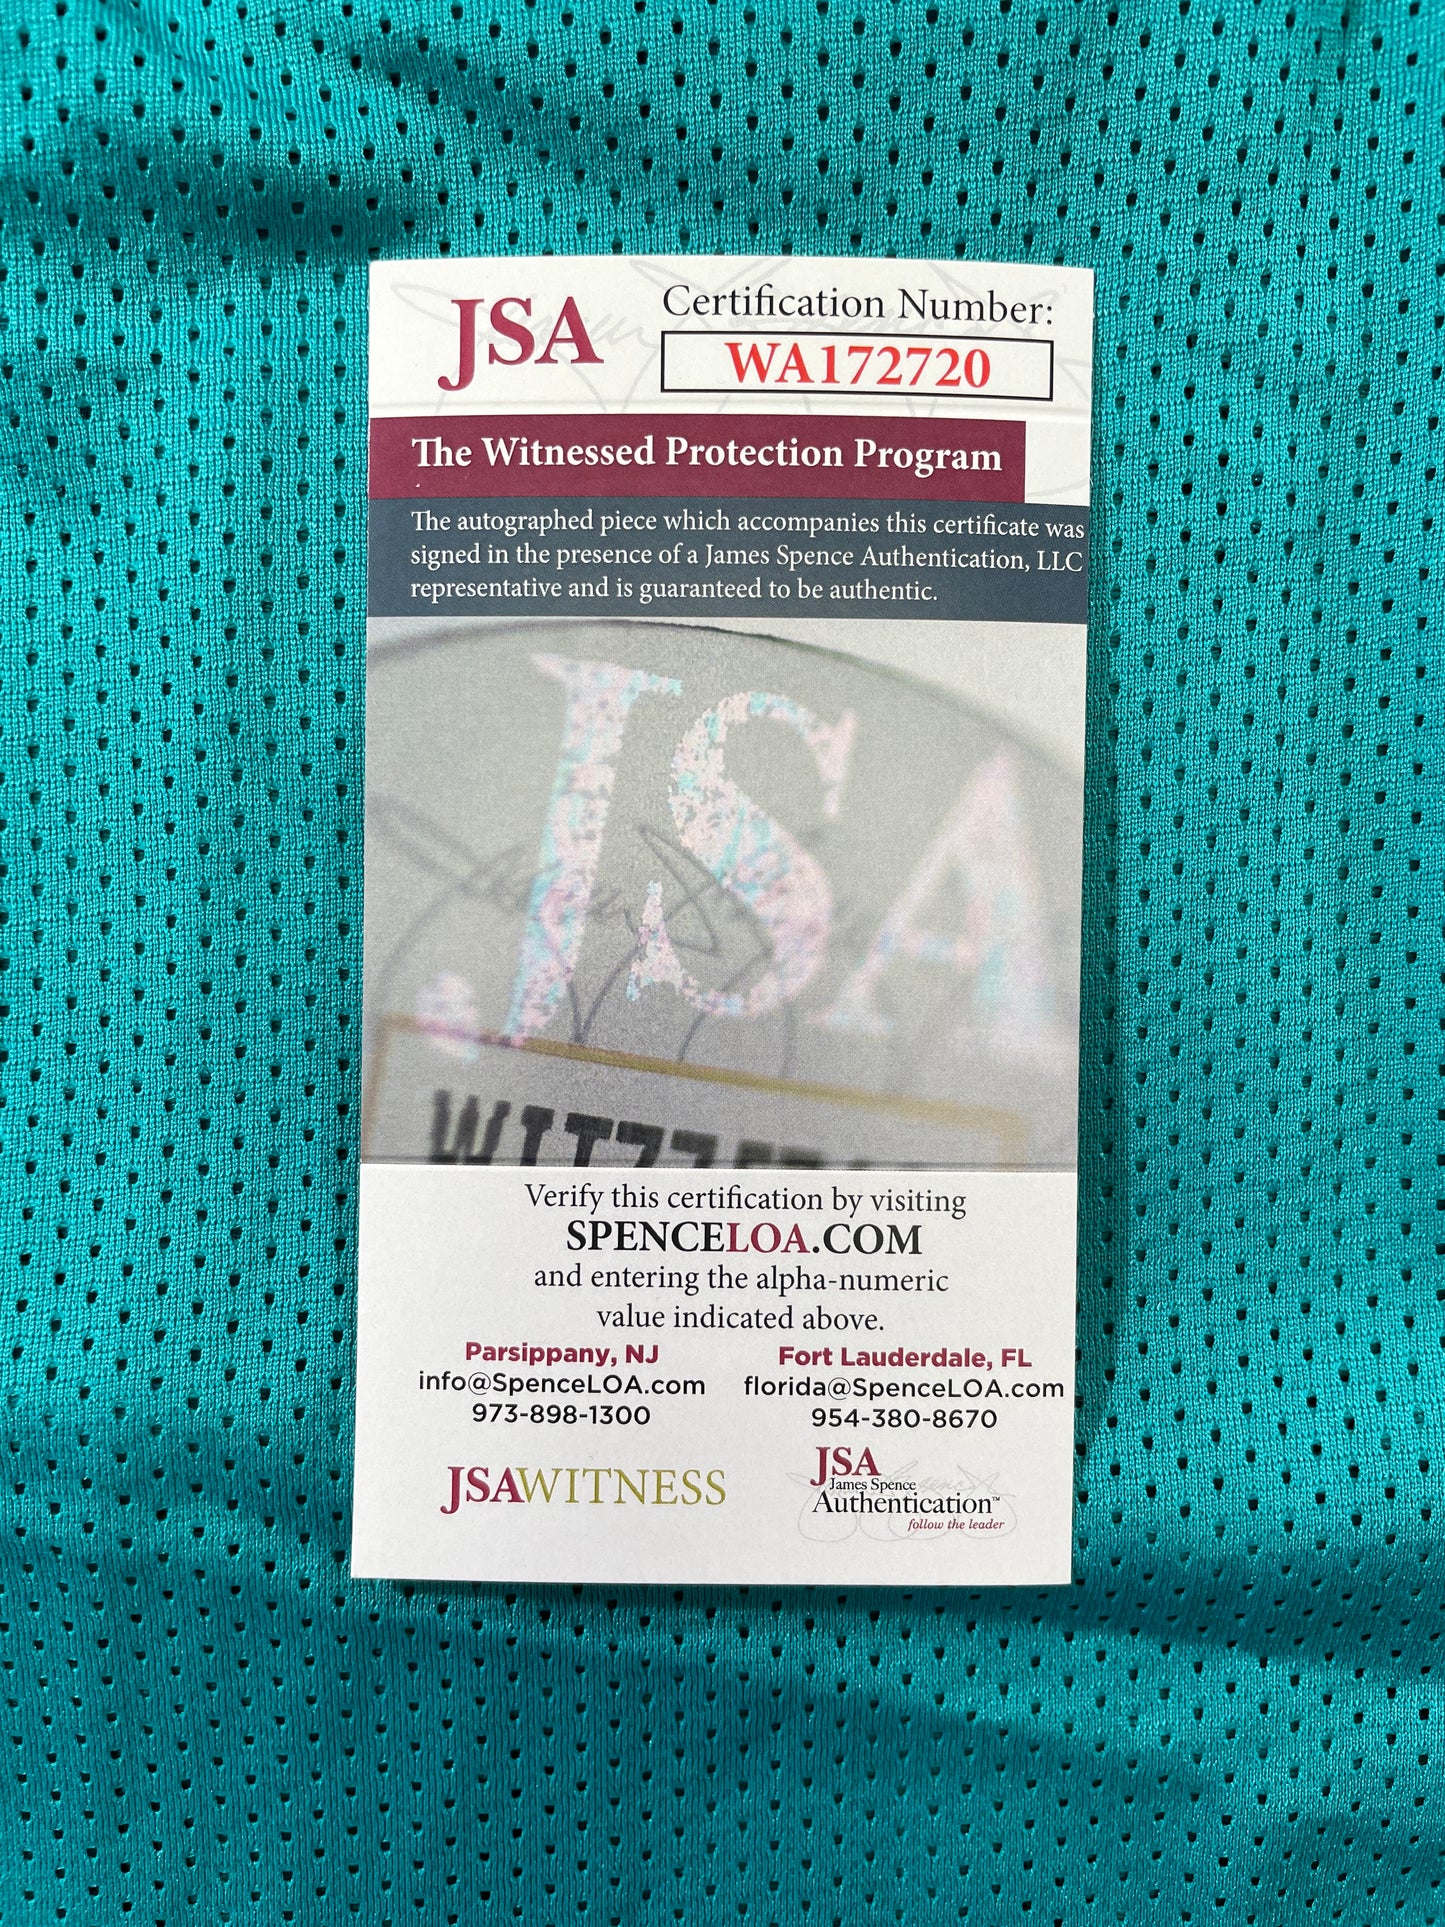 JSA
Certification Number:
WA172720
The Witnessed Protection Program
The autographed piece which accompanies this certificate was
signed in the presence of a James Spence Authentication, LLC
representative and is guaranteed to be authentic.
JSA
Verify this certification by visiting
SPENCELOA.COM
and entering the alpha-numeric
value indicated above.
Parsippany, NJ
info@SpenceLOA.com
973-898-1300
Fort Lauderdale, FL
florida@SpenceLOA.com
954-380-8670
JSAWITNESS
JSA
James Spence
Authentication™
follow the leader